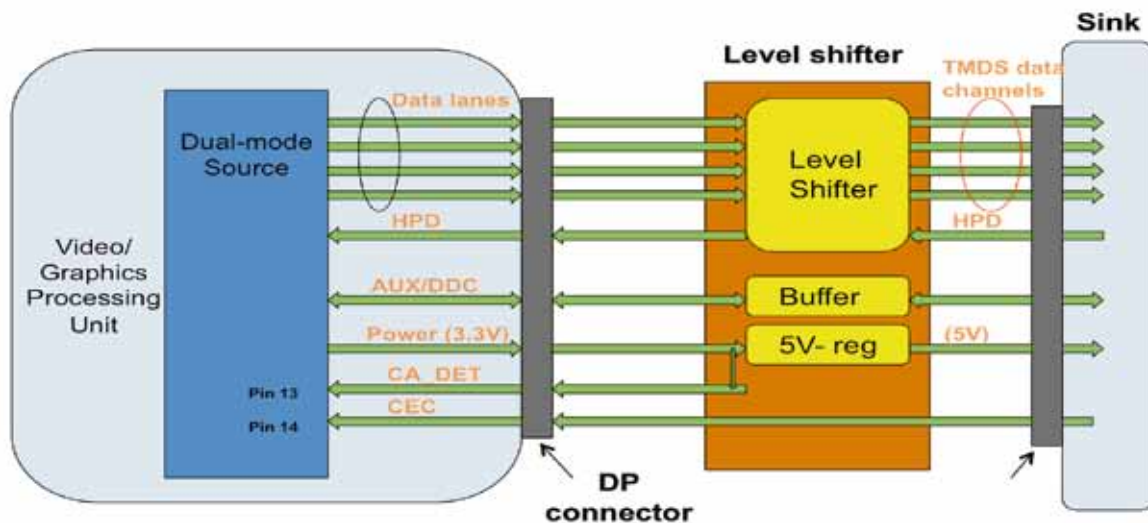 Sink
Level shifter
TMDS data
channels
Data lanes
Dual-mode
Source
Level
Shifter
HPD
HPD
Video/
Graphics
Processing
Unit
AUX/DDC
Buffer
Power (3.3V)
5V- reg
(5V)
CA_DET
Pin 13
CEC
Pin 14
DP
connector